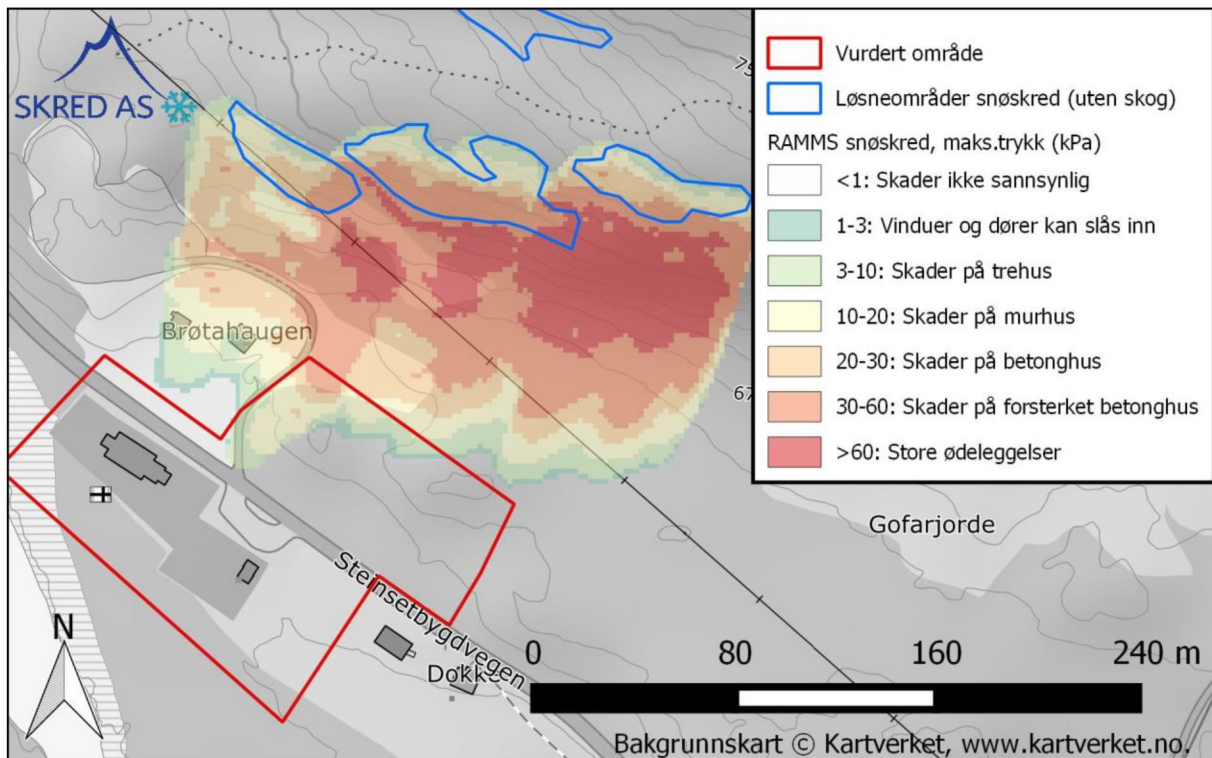 SKRED AS
Vurdert område
Løsneområder snøskred (uten skog)
RAMMS snøskred, maks.trykk (kPa)
<1: Skader ikke sannsynlig
1-3: Vinduer og dører kan slås inn
3-10: Skader på trehus
10-20: Skader på murhus
20-30: Skader på betonghus
30-60: Skader på forsterket betonghus
>60: Store ødeleggelser
Brøtahaugen
Gofarjorde
Steinsetbygdvegen
N
0 80 160 240 m
Bakgrunnskart © Kartverket, www.kartverket.no.